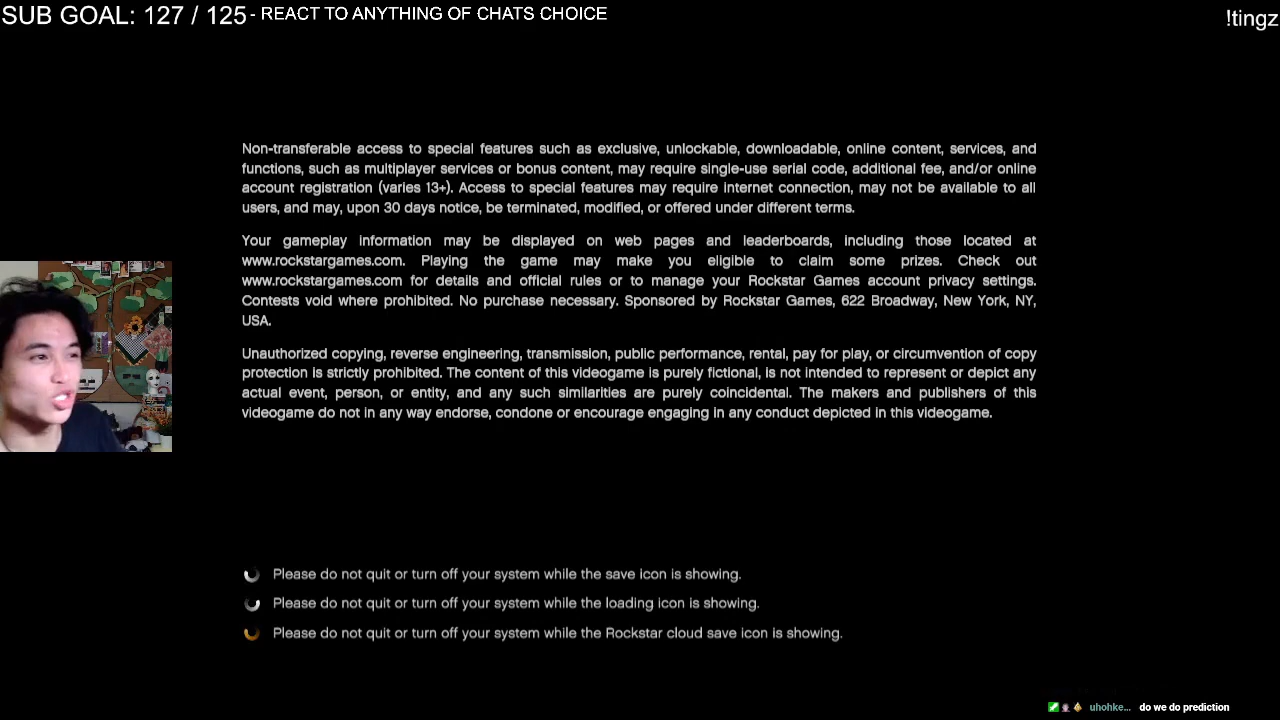 SUB GOAL: 127 / 125 - REACT TO ANYTHING OF CHATS CHOICE
!tingz
Non-transferable access to special features such as exclusive, unlockable, downloadable, online content, services, and
functions, such as multiplayer services or bonus content, may require single-use serial code, additional fee, and/or online
account registration (varies 13+). Access to special features may require internet connection, may not be available to all
users, and may, upon 30 days notice, be terminated, modified, or offered under different terms.
Your gameplay information may be displayed on web pages and leaderboards, including those located at
www.rockstargames.com. Playing the game may make you eligible to claim some prizes. Check out
www.rockstargames.com for details and official rules or to manage your Rockstar Games account privacy settings.
Contests void where prohibited. No purchase necessary. Sponsored by Rockstar Games, 622 Broadway, New York, NY,
USA.
Unauthorized copying, reverse engineering, transmission, public performance, rental, pay for play, or circumvention of copy
protection is strictly prohibited. The content of this videogame is purely fictional, is not intended to represent or depict any
actual event, person, or entity, and any such similarities are purely coincidental. The makers and publishers of this
videogame do not in any way endorse, condone or encourage engaging in any conduct depicted in this videogame.
Please do not quit or turn off your system while the save icon is showing.
Please do not quit or turn off your system while the loading icon is showing.
Please do not quit or turn off your system while the Rockstar cloud save icon is showing.
uhohke... do we do prediction